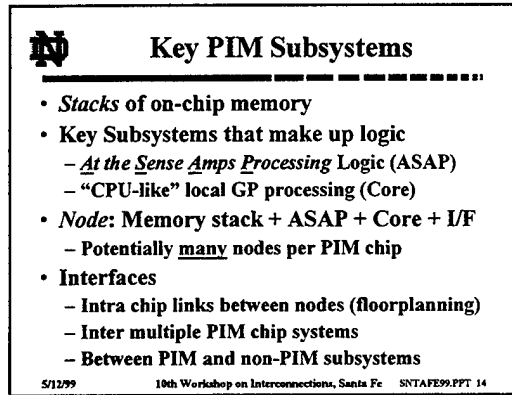 ND
Key PIM Subsystems
• Stacks of on-chip memory
• Key Subsystems that make up logic
– At the Sense Amps Processing Logic (ASAP)
– “CPU-like” local GP processing (Core)
• Node: Memory stack + ASAP + Core + I/F
– Potentially many nodes per PIM chip
• Interfaces
– Intra chip links between nodes (floorplanning)
– Inter multiple PIM chip systems
– Between PIM and non-PIM subsystems
5/12/99 10th Workshop on Interconnections, Santa Fe SNTAFE99.PPT 14